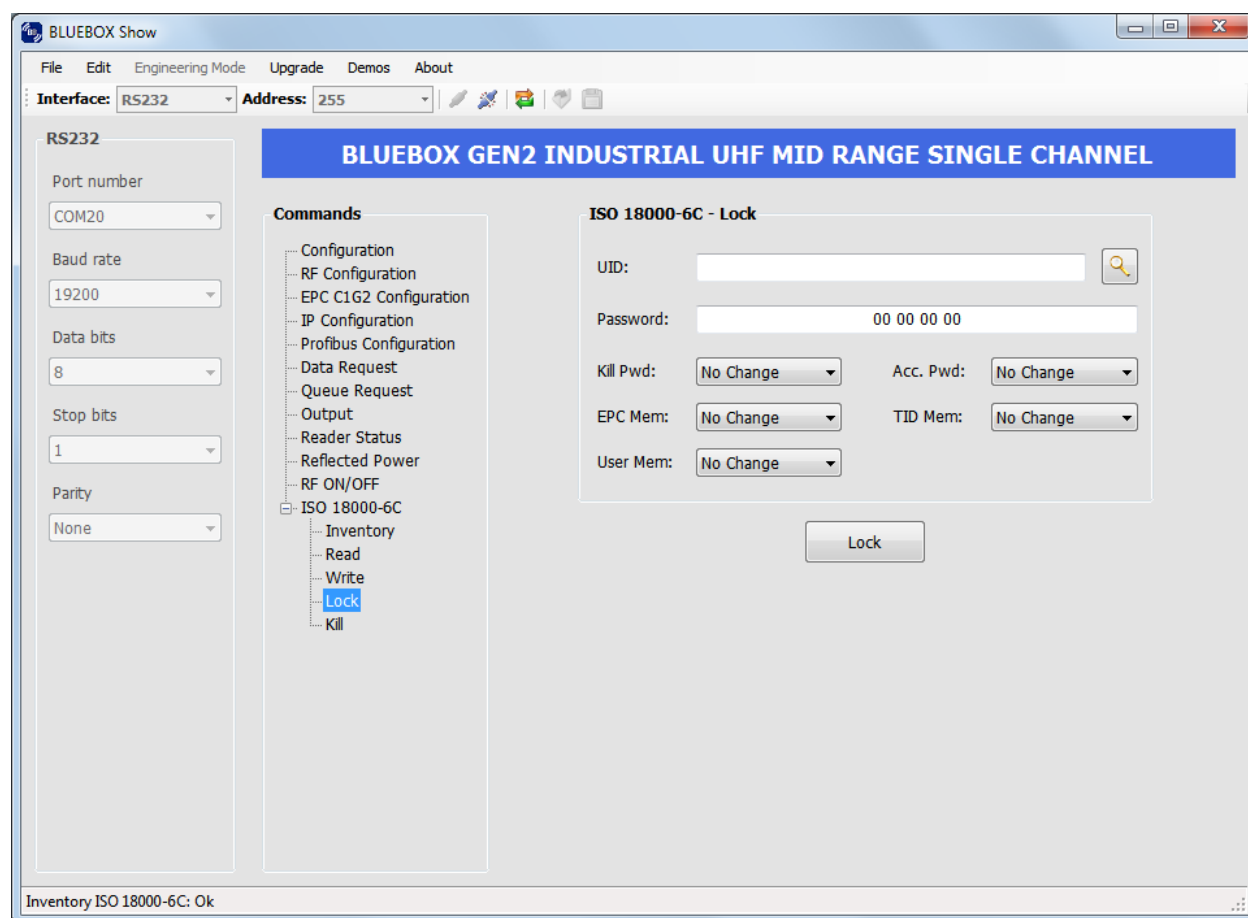 BLUEBOX Show
File Edit Engineering Mode Upgrade Demos About
Interface: RS232 Address: 255
RS232
Port number
COM20
Baud rate
19200
Data bits
8
Stop bits
1
Parity
None
BLUEBOX GEN2 INDUSTRIAL UHF MID RANGE SINGLE CHANNEL
Commands
Configuration
RF Configuration
EPC C1G2 Configuration
IP Configuration
Profibus Configuration
Data Request
Queue Request
Output
Reader Status
Reflected Power
RF ON/OFF
ISO 18000-6C
Inventory
Read
Write
Lock
Kill
ISO 18000-6C - Lock
UID:
Password: 00 00 00 00
Kill Pwd: No Change Acc. Pwd: No Change
EPC Mem: No Change TID Mem: No Change
User Mem: No Change
Lock
Inventory ISO 18000-6C: Ok